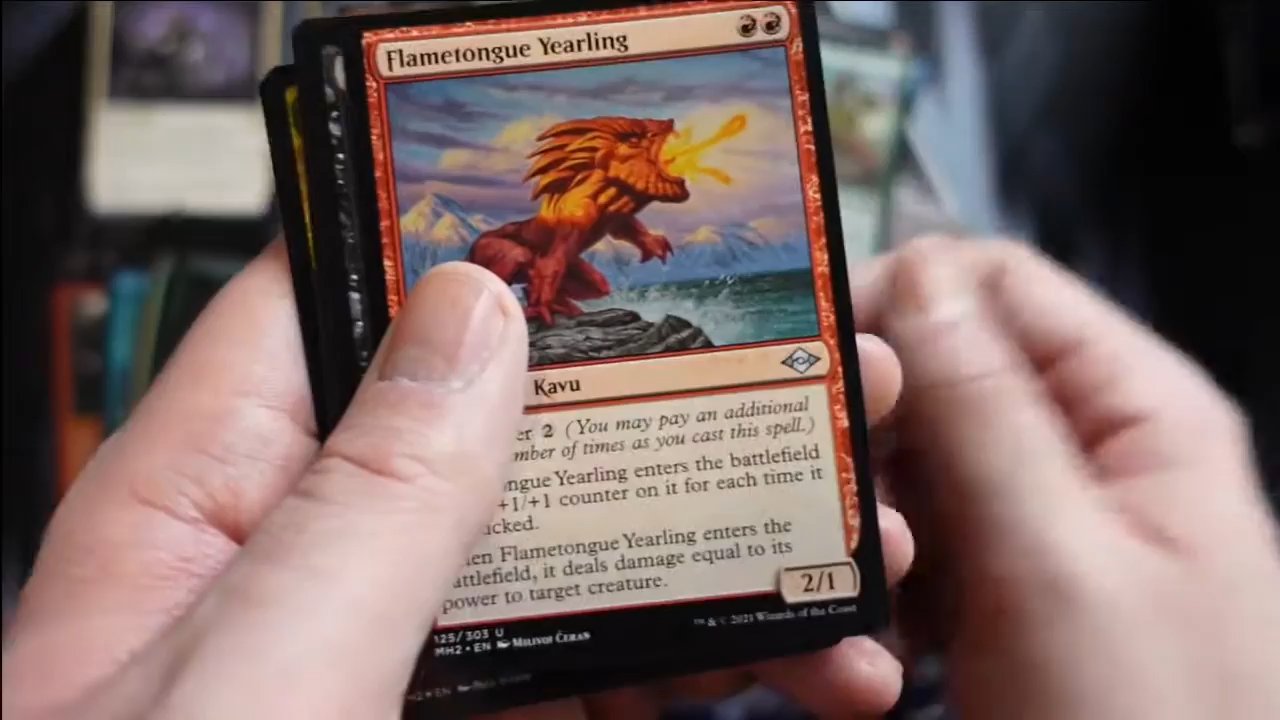 Flametongue Yearling
Kavu
er 2 (You may pay an additional
mber of times as you cast this spell.)
ngue Yearling enters the battlefield
+1/+1 counter on it for each time it
icked.
en Flametongue Yearling enters the
attlefield, it deals damage equal to its
power to target creature.
2/1
125/303 U
MH2 • EN Milivoj Ćeran
™ & © 2021 Wizards of the Coast